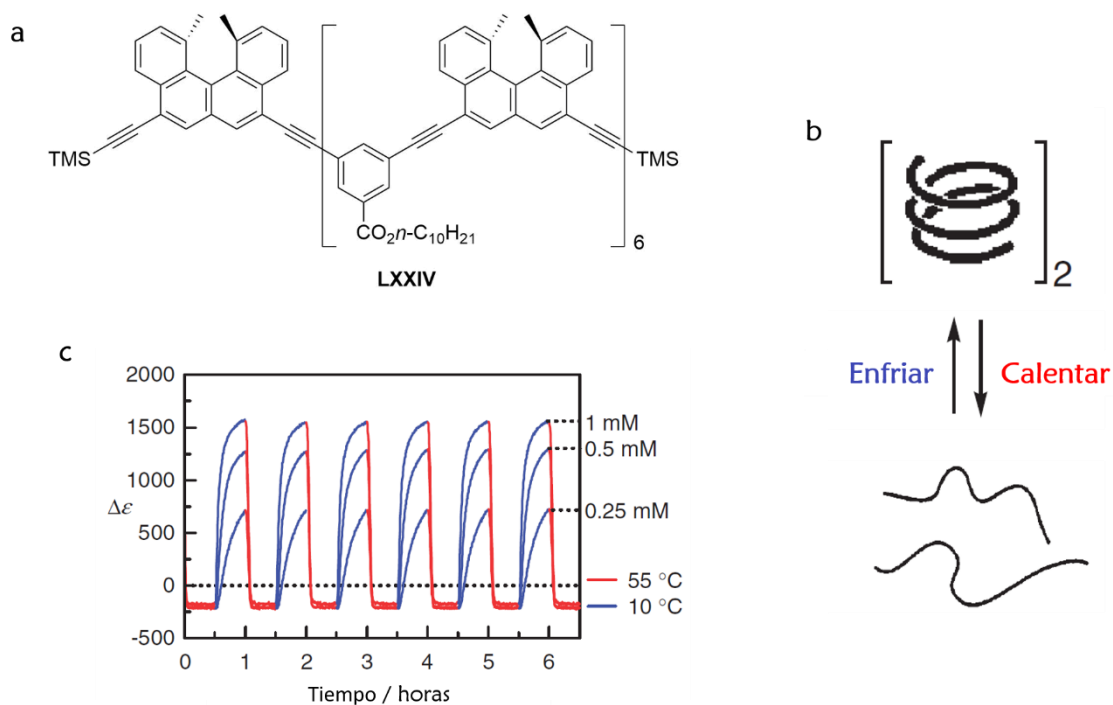 a
TMS
TMS
CO2n-C10H21
6
LXXIV
b
2
Enfriar
Calentar
c
2000
1500
1000
500
0
-500
Δε
1 mM
0.5 mM
0.25 mM
55 °C
10 °C
0 1 2 3 4 5 6
Tiempo / horas